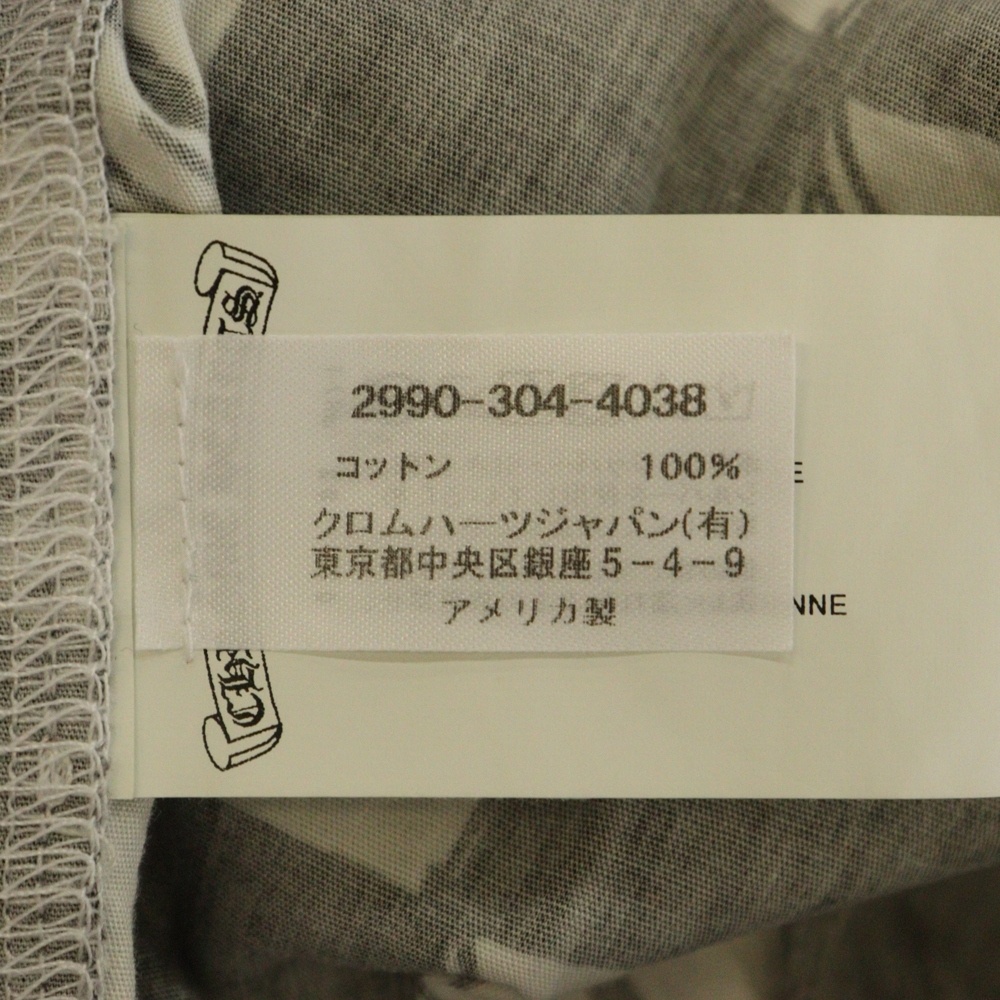 2990-304-4038
コットン 100%
クロムハーツジャパン(有)
東京都中央区銀座5-4-9
アメリカ製
E
NNE